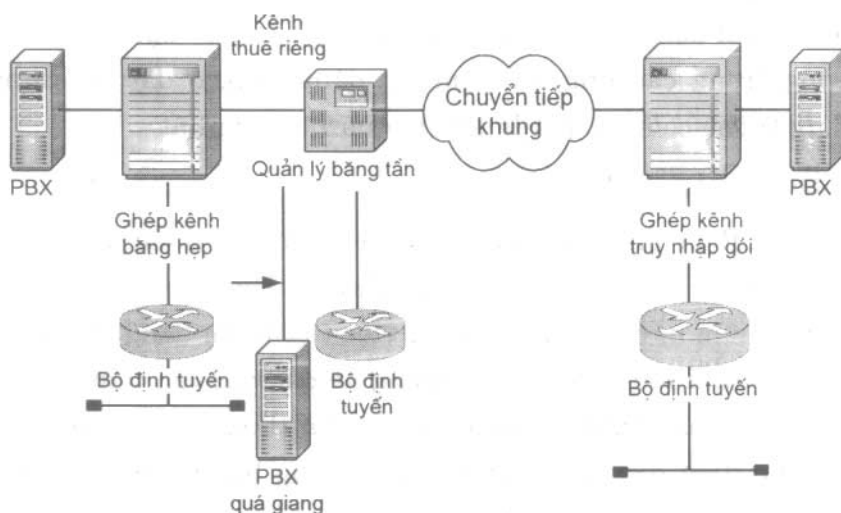 Kênh
thuê riêng
Chuyển tiếp
khung
PBX
Quản lý băng tần
PBX
Ghép kênh
băng hẹp
Ghép kênh
truy nhập gói
Bộ định tuyến
Bộ định
tuyến
Bộ định tuyến
PBX
quá giang